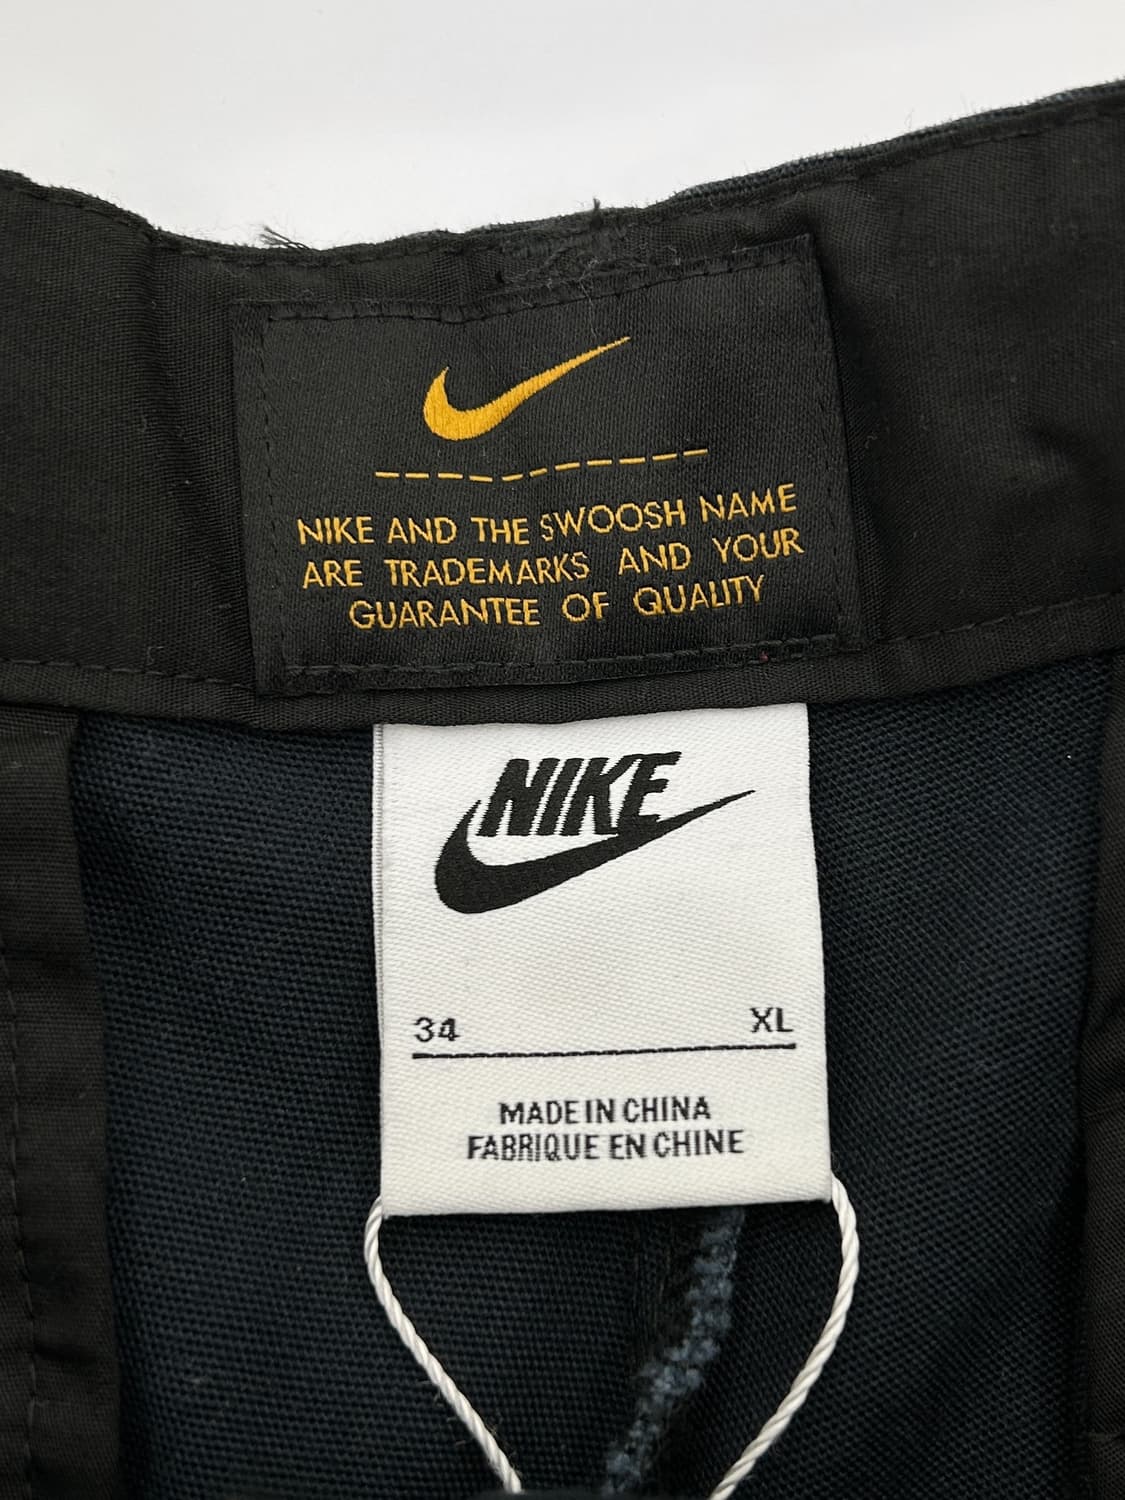 NIKE AND THE SWOOSH NAME
ARE TRADEMARKS AND YOUR
GUARANTEE OF QUALITY
NIKE
34 XL
MADE IN CHINA
FABRIQUE EN CHINE